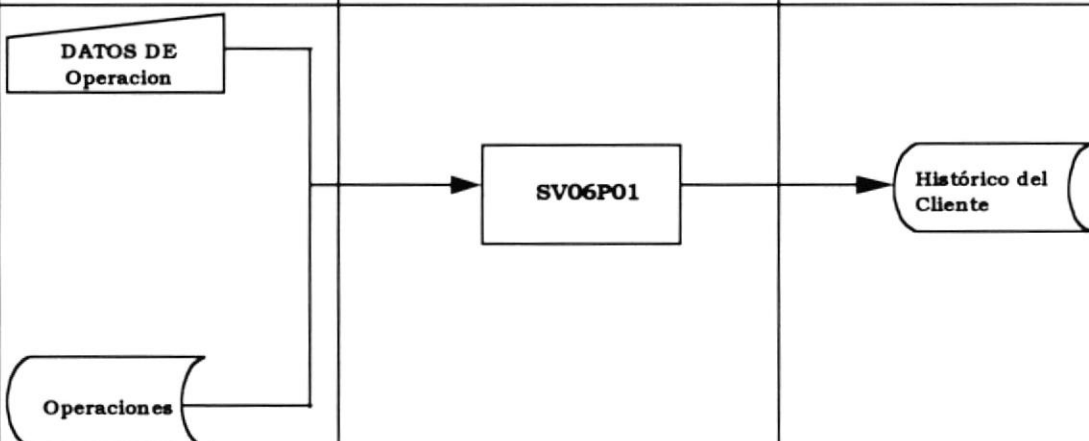 DATOS DE
Operacion
SV06P01
Histórico del
Cliente
Operaciones